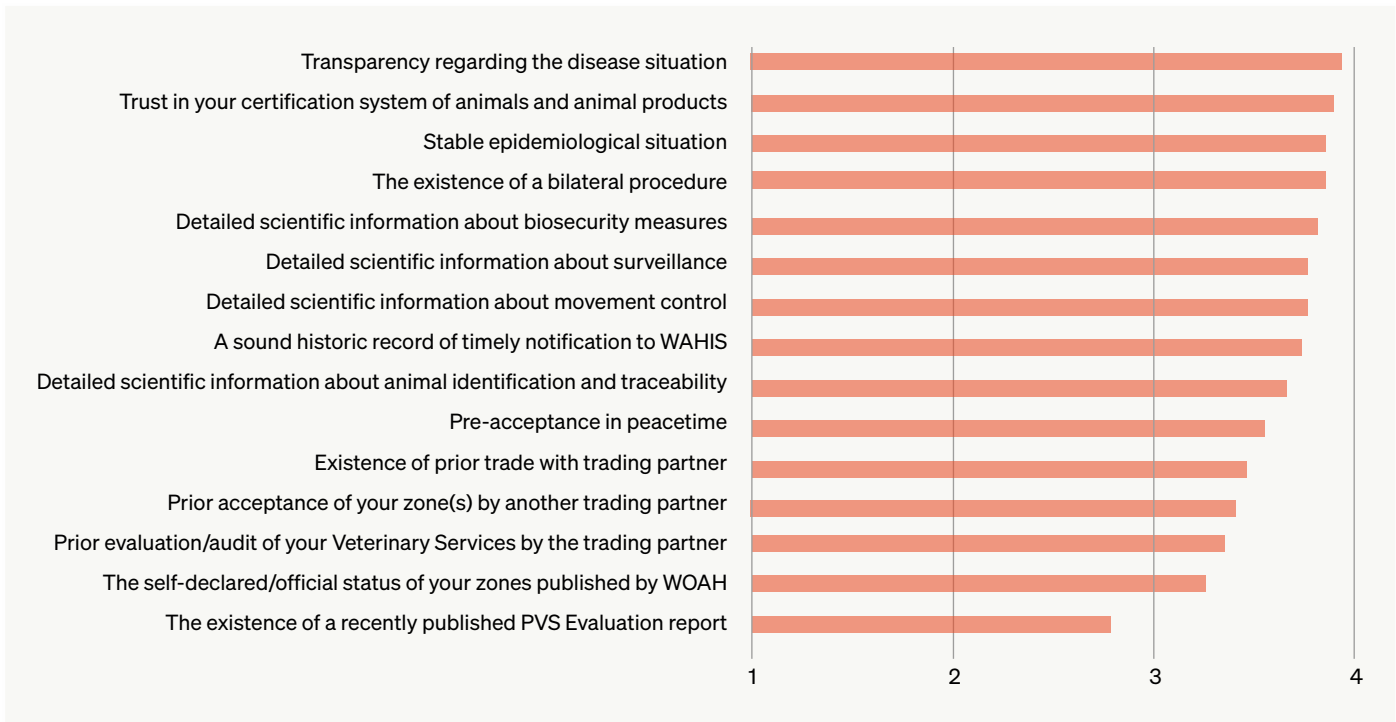 Transparency regarding the disease situation
Trust in your certification system of animals and animal products
Stable epidemiological situation
The existence of a bilateral procedure
Detailed scientific information about biosecurity measures
Detailed scientific information about surveillance
Detailed scientific information about movement control
A sound historic record of timely notification to WAHIS
Detailed scientific information about animal identification and traceability
Pre-acceptance in peacetime
Existence of prior trade with trading partner
Prior acceptance of your zone(s) by another trading partner
Prior evaluation/audit of your Veterinary Services by the trading partner
The self-declared/official status of your zones published by WOAH
The existence of a recently published PVS Evaluation report
1 2 3 4